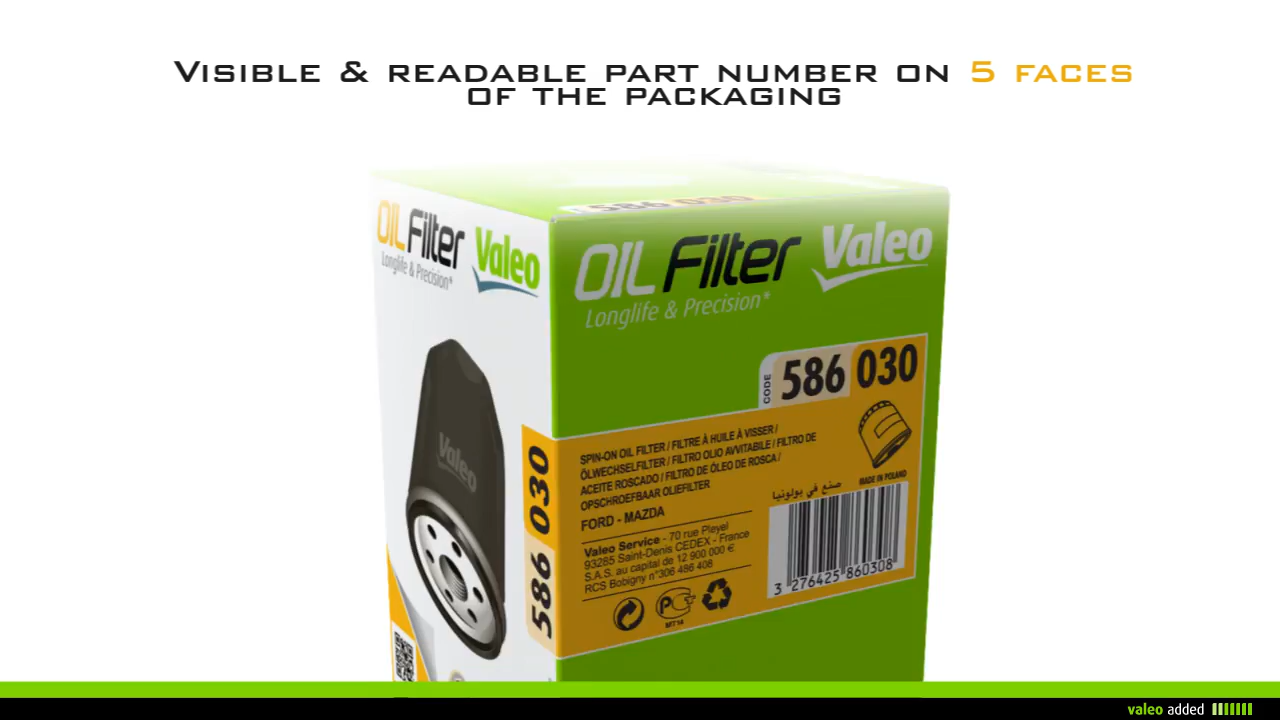 VISIBLE & READABLE PART NUMBER ON 5 FACES
OF THE PACKAGING
586 030
OIL Filter
Longlife & Precision*
Valeo
Valeo
586 030
OIL Filter
Longlife & Precision*
Valeo
CODE
586 030
SPIN-ON OIL FILTER / FILTRE À HUILE À VISSER /
ÖLWECHSELFILTER / FILTRO OLIO AVVITABILE / FILTRO DE
ACEITE ROSCADO / FILTRO DE ÓLEO DE ROSCA /
OPSCHROEFBAAR OLIEFILTER
FORD - MAZDA
Valeo Service - 70 rue Pleyel
93285 Saint-Denis CEDEX - France
S.A.S. au capital de 12 900 000 €
RCS Bobigny n°306 486 408
MT14
MADE IN POLAND
صنع في بولونيا
3 276425 860308
valeo added